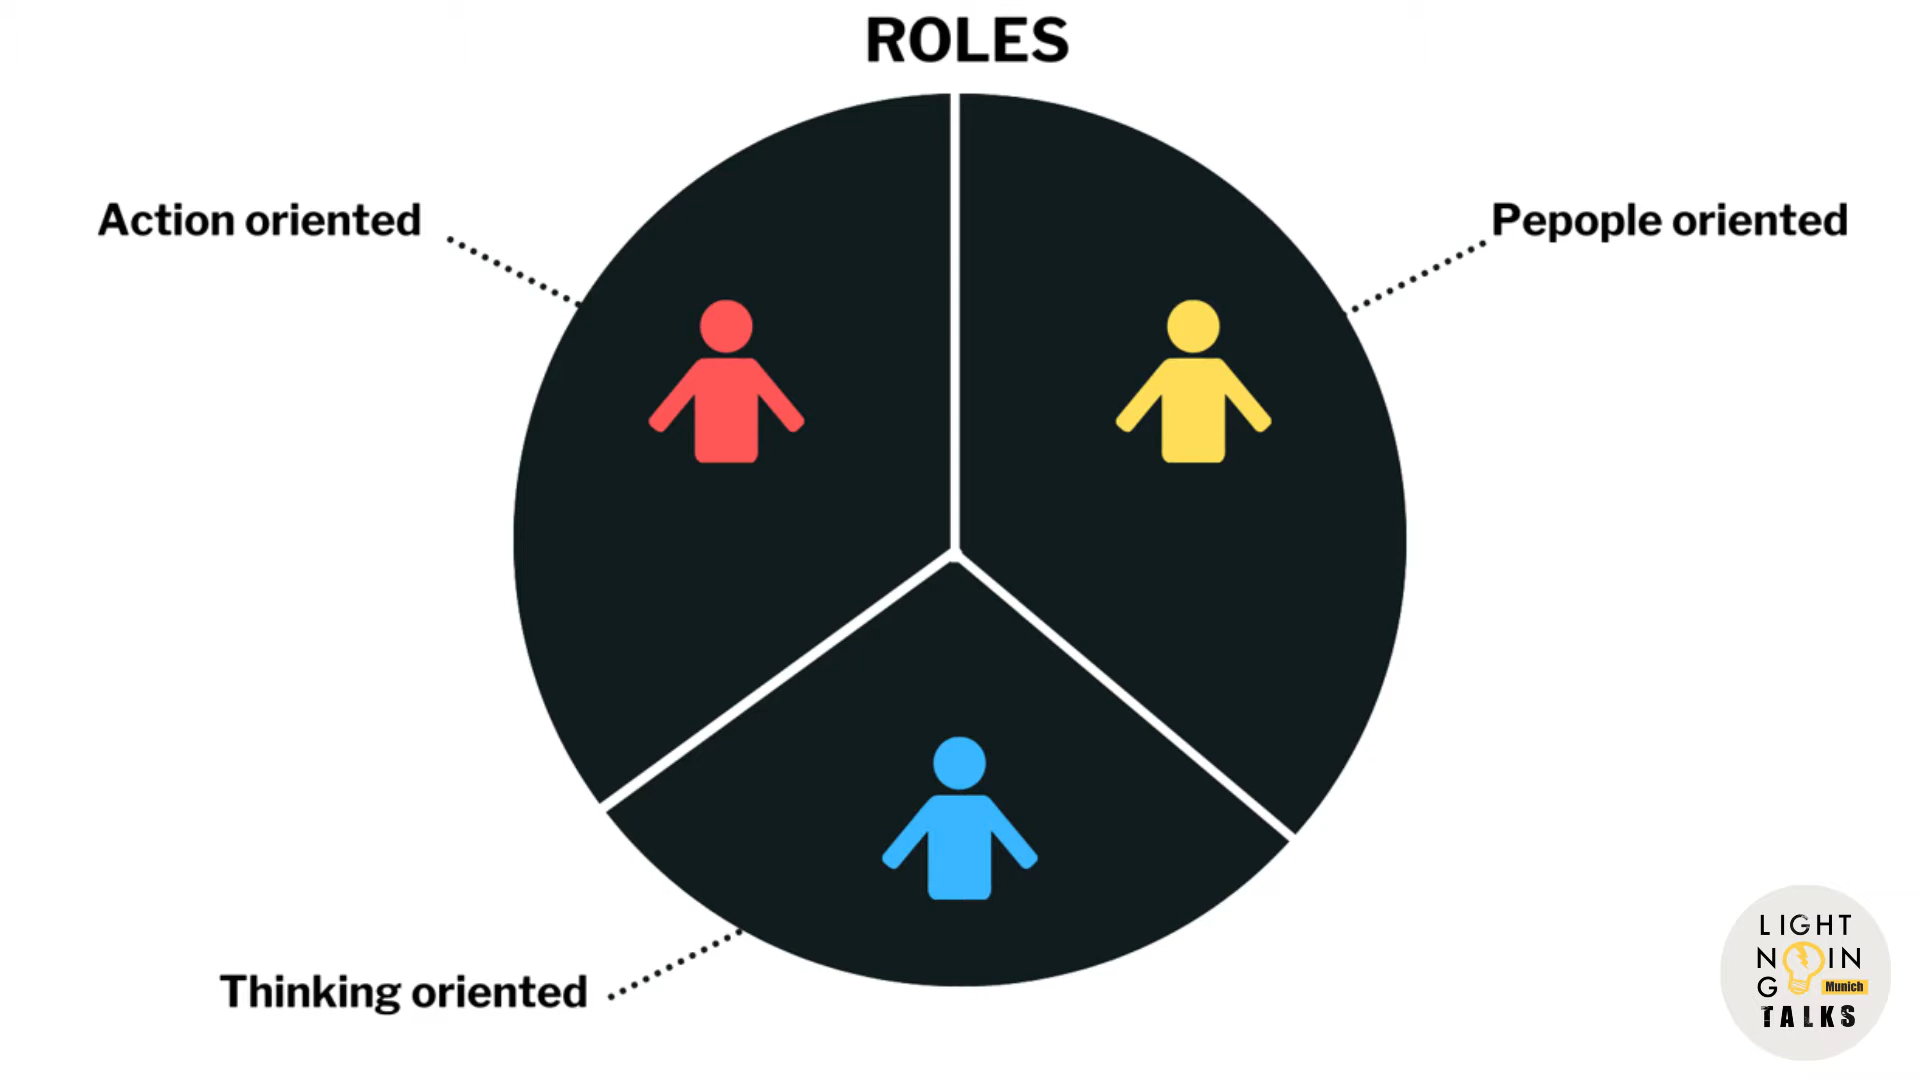 ROLES
Action oriented
Pepople oriented
Thinking oriented
LIGHT
N IN
G Munich
TALKS